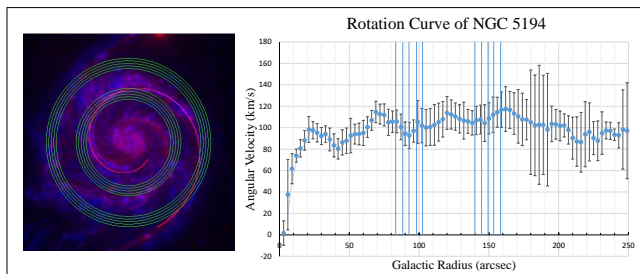 Rotation Curve of NGC 5194
Angular Velocity (km/s)
180
160
140
120
100
80
60
40
20
0
-20
0 50 100 150 200 250
Galactic Radius (arcsec)